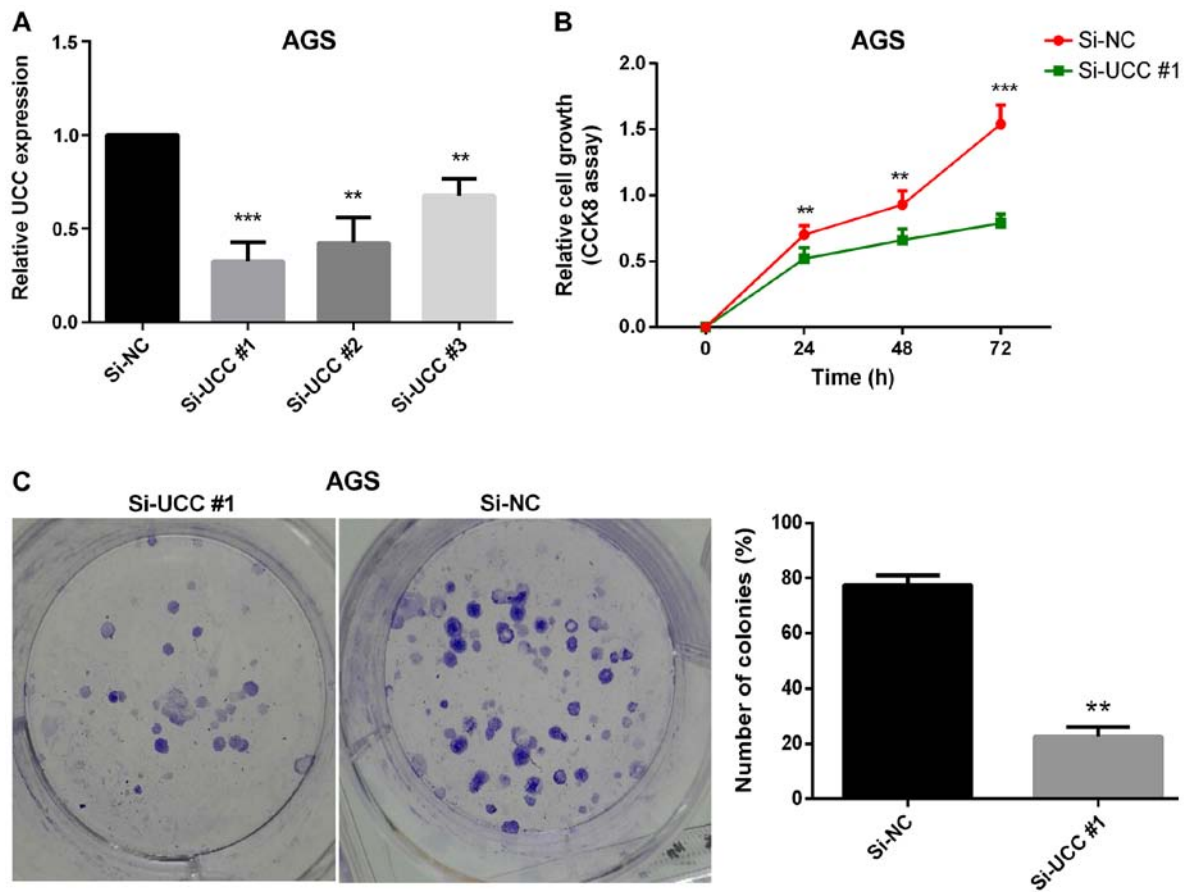 A
AGS
Relative UCC expression
1.5
1.0
0.5
0.0
***
**
**
Si-NC
Si-UCC #1
Si-UCC #2
Si-UCC #3
B
AGS
Si-NC
Si-UCC #1
Relative cell growth
(CCK8 assay)
2.0
1.5
1.0
0.5
0.0
**
**
***
0
24
48
72
Time (h)
C
AGS
Si-UCC #1
Si-NC
Number of colonies (%)
100
80
60
40
20
0
**
Si-NC
Si-UCC #1